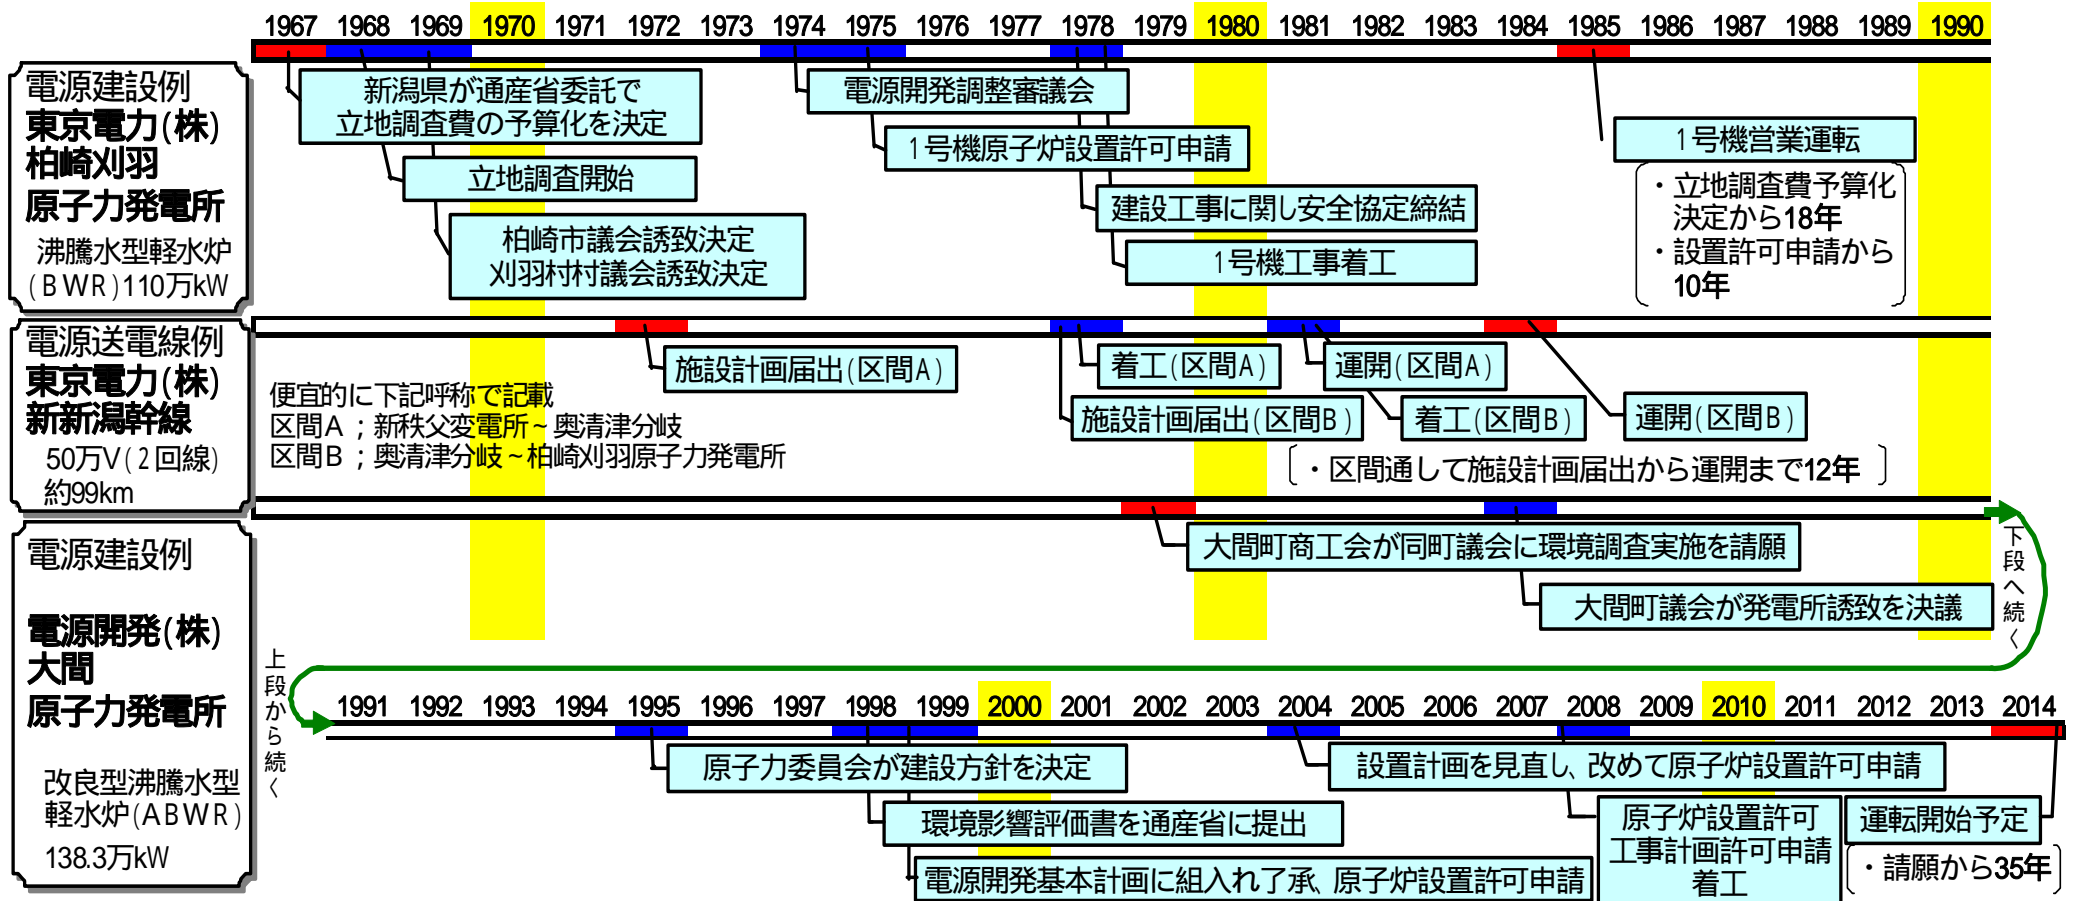 1967 1968 1969 1970 1971 1972 1973 1974 1975 1976 1977 1978 1979 1980 1981 1982 1983 1984 1985 1986 1987 1988 1989 1990
電源建設例
東京電力(株)
柏崎刈羽
原子力発電所
沸騰水型軽水炉
(BWR)110万kW
新潟県が通産省委託で
立地調査費の予算化を決定
立地調査開始
柏崎市議会誘致決定
刈羽村村議会誘致決定
電源開発調整審議会
1号機原子炉設置許可申請
建設工事に関し安全協定締結
1号機工事着工
1号機営業運転
・立地調査費予算化
決定から18年
・設置許可申請から
10年
電源送電線例
東京電力(株)
新新潟幹線
50万V(2回線)
約99km
施設計画届出(区間A)
便宜的に下記呼称で記載
区間A;新秩父変電所~奥清津分岐
区間B;奥清津分岐~柏崎刈羽原子力発電所
着工(区間A)
施設計画届出(区間B)
運開(区間A)
着工(区間B)
運開(区間B)
・区間通して施設計画届出から運開まで12年
電源建設例
電源開発(株)
大間
原子力発電所
改良型沸騰水型
軽水炉(ABWR)
138.3万kW
大間町商工会が同町議会に環境調査実施を請願
大間町議会が発電所誘致を決議
下段へ続く
上段から続く
1991 1992 1993 1994 1995 1996 1997 1998 1999 2000 2001 2002 2003 2004 2005 2006 2007 2008 2009 2010 2011 2012 2013 2014
原子力委員会が建設方針を決定
環境影響評価書を通産省に提出
電源開発基本計画に組入れ了承、原子炉設置許可申請
設置計画を見直し、改めて原子炉設置許可申請
原子炉設置許可
工事計画許可申請
着工
運転開始予定
・請願から35年